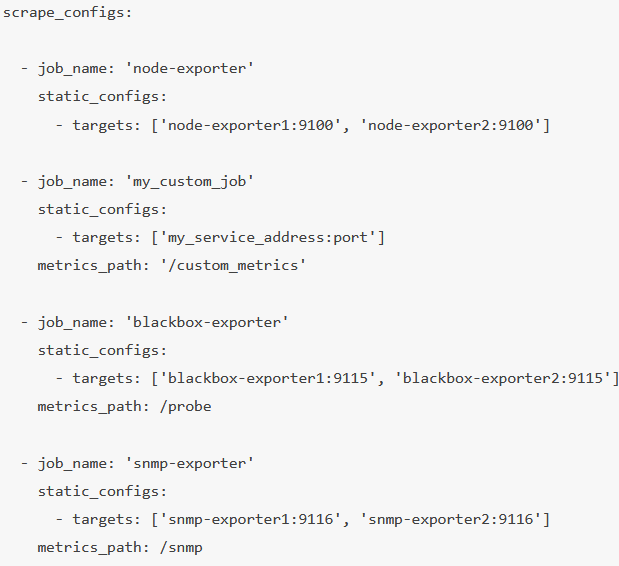 scrape_configs:
  - job_name: 'node-exporter'
    static_configs:
      - targets: ['node-exporter1:9100', 'node-exporter2:9100']
  - job_name: 'my_custom_job'
    static_configs:
      - targets: ['my_service_address:port']
    metrics_path: '/custom_metrics'
  - job_name: 'blackbox-exporter'
    static_configs:
      - targets: ['blackbox-exporter1:9115', 'blackbox-exporter2:9115']
    metrics_path: /probe
  - job_name: 'snmp-exporter'
    static_configs:
      - targets: ['snmp-exporter1:9116', 'snmp-exporter2:9116']
    metrics_path: /snmp